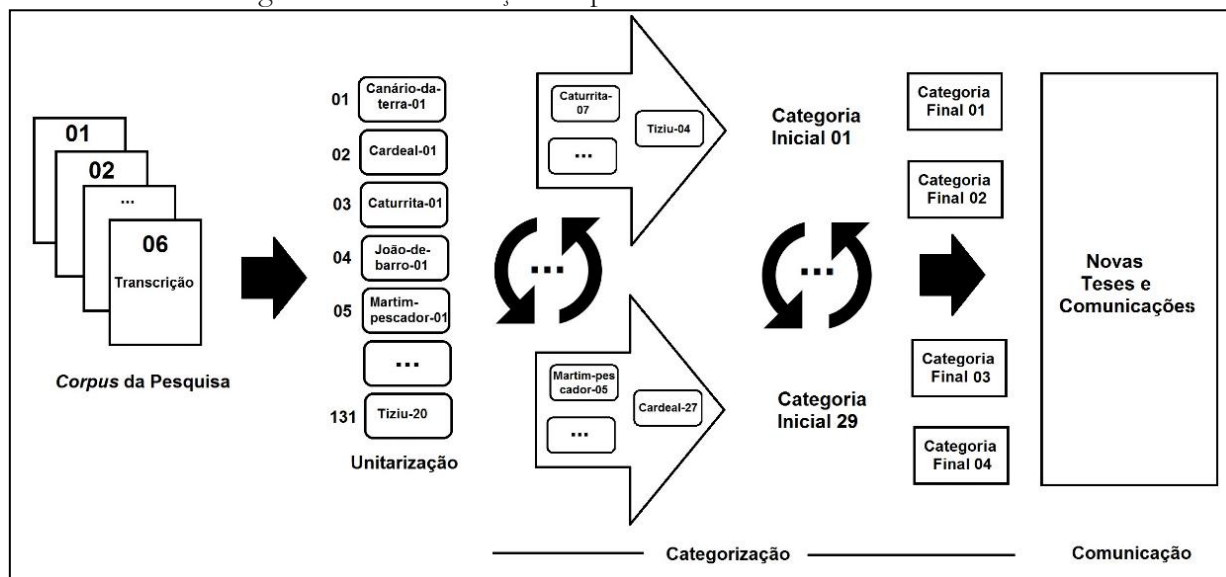 01
02
...
06
Transcrição
Corpus da Pesquisa
01 Canário-da-
terra-01
02 Cardeal-01
03 Caturrita-01
04 João-de-
barro-01
05 Martim-
pescador-01
...
131 Tiziu-20
Unitarização
Caturrita-
07
Tiziu-04
...
...
Martim-pes
cador-05
Cardeal-27
...
Categoria
Inicial 01
...
Categoria
Inicial 29
Categoria
Final 01
Categoria
Final 02
Categoria
Final 03
Categoria
Final 04
Categorização
Novas
Teses e
Comunicações
Comunicação